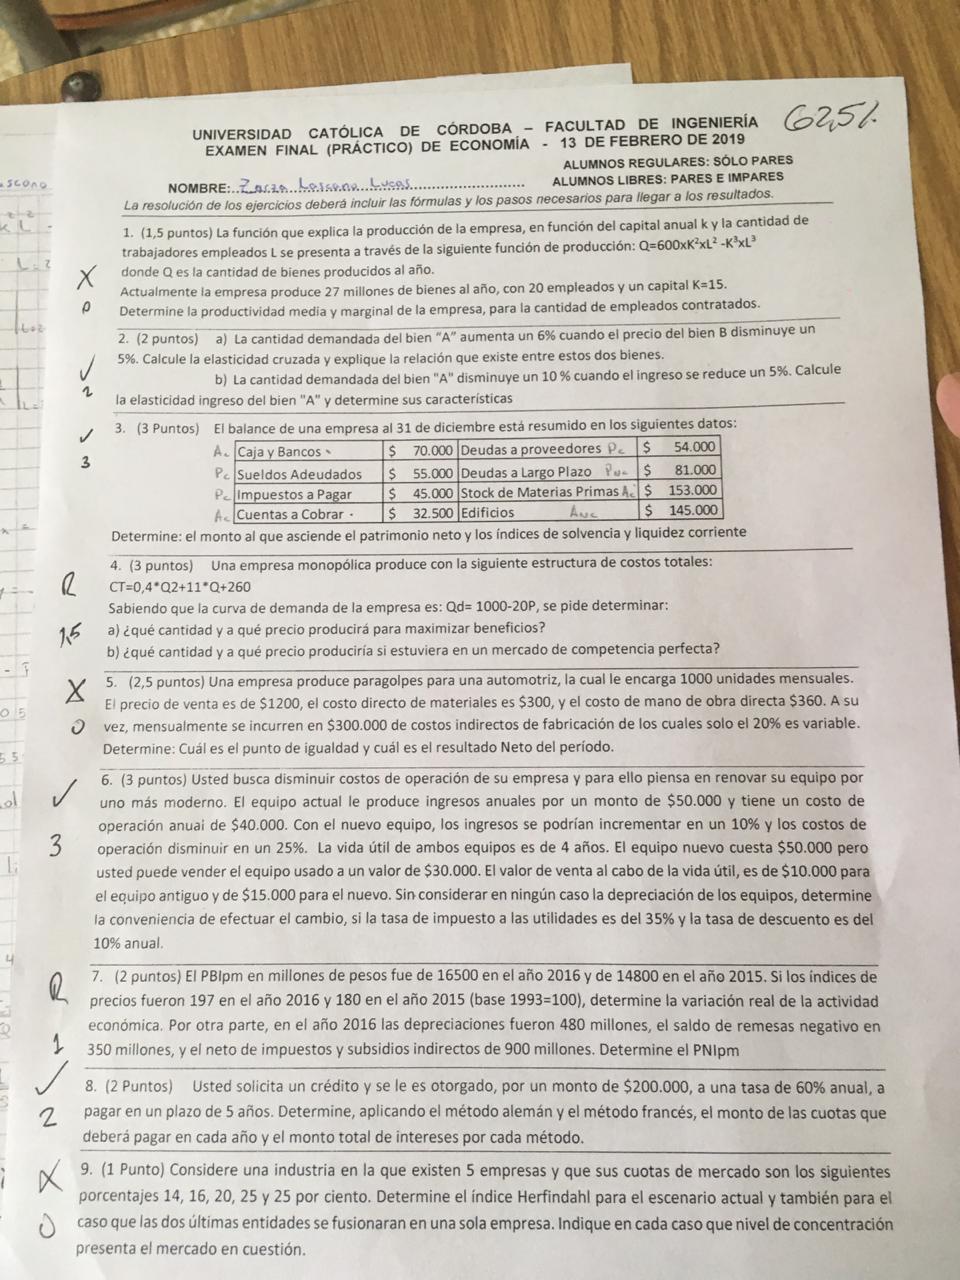 62,5%
UNIVERSIDAD CATÓLICA DE CÓRDOBA – FACULTAD DE INGENIERÍA
EXAMEN FINAL (PRÁCTICO) DE ECONOMÍA - 13 DE FEBRERO DE 2019
ALUMNOS REGULARES: SÓLO PARES
NOMBRE:..Zarza Lascano Lucas.............................. ALUMNOS LIBRES: PARES E IMPARES
La resolución de los ejercicios deberá incluir las fórmulas y los pasos necesarios para llegar a los resultados.
1. (1,5 puntos) La función que explica la producción de la empresa, en función del capital anual k y la cantidad de
trabajadores empleados L se presenta a través de la siguiente función de producción: Q=600xK²xL² -K³xL³
X donde Q es la cantidad de bienes producidos al año.
Actualmente la empresa produce 27 millones de bienes al año, con 20 empleados y un capital K=15.
0 Determine la productividad media y marginal de la empresa, para la cantidad de empleados contratados.
2. (2 puntos) a) La cantidad demandada del bien "A" aumenta un 6% cuando el precio del bien B disminuye un
✓ 5%. Calcule la elasticidad cruzada y explique la relación que existe entre estos dos bienes.
2 b) La cantidad demandada del bien "A" disminuye un 10 % cuando el ingreso se reduce un 5%. Calcule
la elasticidad ingreso del bien "A" y determine sus características
✓ 3. (3 Puntos) El balance de una empresa al 31 de diciembre está resumido en los siguientes datos:
3 Ac Caja y Bancos $ 70.000 Deudas a proveedores Pc $ 54.000
Pc Sueldos Adeudados $ 55.000 Deudas a Largo Plazo Pnc $ 81.000
Pc Impuestos a Pagar $ 45.000 Stock de Materias Primas Ac $ 153.000
Ac Cuentas a Cobrar $ 32.500 Edificios Anc $ 145.000
Determine: el monto al que asciende el patrimonio neto y los índices de solvencia y liquidez corriente
4. (3 puntos) Una empresa monopólica produce con la siguiente estructura de costos totales:
R CT=0,4*Q2+11*Q+260
Sabiendo que la curva de demanda de la empresa es: Qd= 1000-20P, se pide determinar:
1,5 a) ¿qué cantidad y a qué precio producirá para maximizar beneficios?
b) ¿qué cantidad y a qué precio produciría si estuviera en un mercado de competencia perfecta?
X 5. (2,5 puntos) Una empresa produce paragolpes para una automotriz, la cual le encarga 1000 unidades mensuales.
El precio de venta es de $1200, el costo directo de materiales es $300, y el costo de mano de obra directa $360. A su
0 vez, mensualmente se incurren en $300.000 de costos indirectos de fabricación de los cuales solo el 20% es variable.
Determine: Cuál es el punto de igualdad y cuál es el resultado Neto del período.
✓ 6. (3 puntos) Usted busca disminuir costos de operación de su empresa y para ello piensa en renovar su equipo por
uno más moderno. El equipo actual le produce ingresos anuales por un monto de $50.000 y tiene un costo de
3 operación anual de $40.000. Con el nuevo equipo, los ingresos se podrían incrementar en un 10% y los costos de
operación disminuir en un 25%. La vida útil de ambos equipos es de 4 años. El equipo nuevo cuesta $50.000 pero
usted puede vender el equipo usado a un valor de $30.000. El valor de venta al cabo de la vida útil, es de $10.000 para
el equipo antiguo y de $15.000 para el nuevo. Sin considerar en ningún caso la depreciación de los equipos, determine
la conveniencia de efectuar el cambio, si la tasa de impuesto a las utilidades es del 35% y la tasa de descuento es del
10% anual.
R 7. (2 puntos) El PBIpm en millones de pesos fue de 16500 en el año 2016 y de 14800 en el año 2015. Si los índices de
precios fueron 197 en el año 2016 y 180 en el año 2015 (base 1993=100), determine la variación real de la actividad
económica. Por otra parte, en el año 2016 las depreciaciones fueron 480 millones, el saldo de remesas negativo en
1 350 millones, y el neto de impuestos y subsidios indirectos de 900 millones. Determine el PNIpm
✓ 8. (2 Puntos) Usted solicita un crédito y se le es otorgado, por un monto de $200.000, a una tasa de 60% anual, a
2 pagar en un plazo de 5 años. Determine, aplicando el método alemán y el método francés, el monto de las cuotas que
deberá pagar en cada año y el monto total de intereses por cada método.
X 9. (1 Punto) Considere una industria en la que existen 5 empresas y que sus cuotas de mercado son los siguientes
porcentajes 14, 16, 20, 25 y 25 por ciento. Determine el índice Herfindahl para el escenario actual y también para el
0 caso que las dos últimas entidades se fusionaran en una sola empresa. Indique en cada caso que nivel de concentración
presenta el mercado en cuestión.